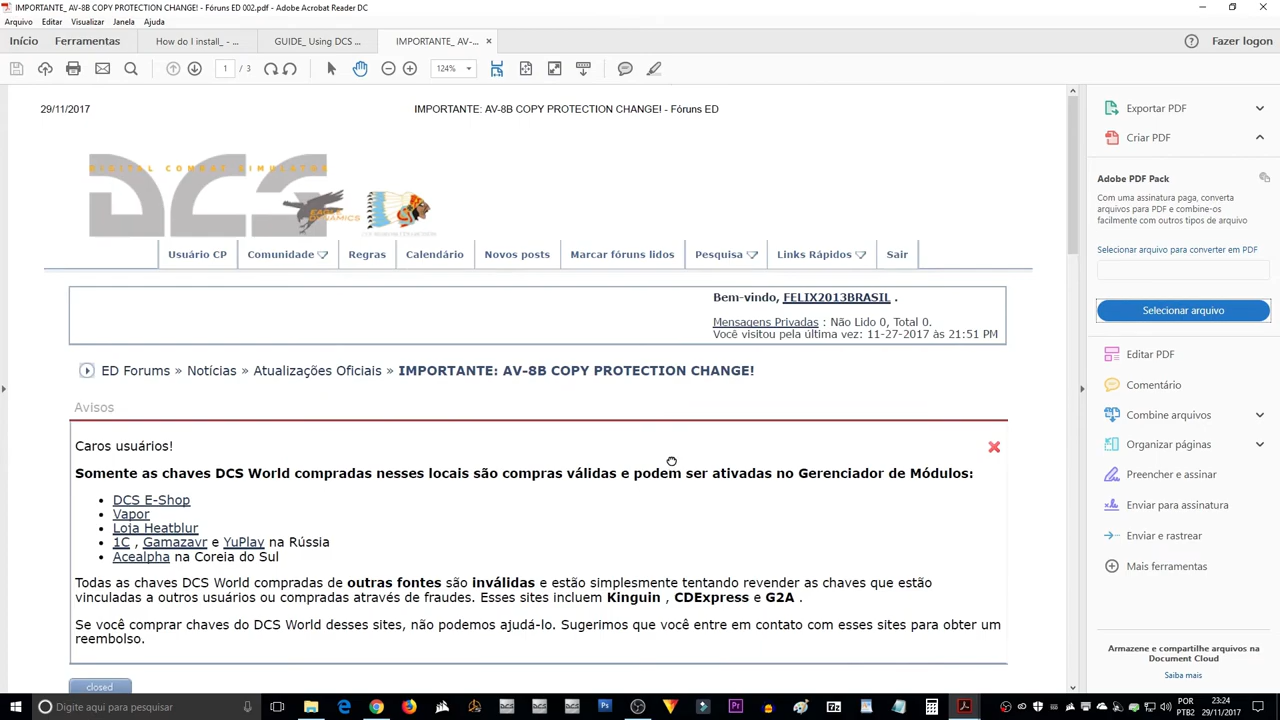 IMPORTANTE_ AV-8B COPY PROTECTION CHANGE! - Fóruns ED 002.pdf - Adobe Acrobat Reader DC
Arquivo Editar Visualizar Janela Ajuda
Início Ferramentas How do I install_ - ... GUIDE_ Using DCS ... IMPORTANTE_ AV-... × Fazer logon
1 / 3 124%
29/11/2017 IMPORTANTE: AV-8B COPY PROTECTION CHANGE! - Fóruns ED
DIGITAL COMBAT SIMULATOR
DCS
Usuário CP Comunidade Regras Calendário Novos posts Marcar fóruns lidos Pesquisa Links Rápidos Sair
Bem-vindo, FELIX2013BRASIL .
Mensagens Privadas : Não Lido 0, Total 0.
Você visitou pela última vez: 11-27-2017 às 21:51 PM
ED Forums » Notícias » Atualizações Oficiais » IMPORTANTE: AV-8B COPY PROTECTION CHANGE!
Avisos
Caros usuários!
Somente as chaves DCS World compradas nesses locais são compras válidas e podem ser ativadas no Gerenciador de Módulos:
• DCS E-Shop
• Vapor
• Loja Heatblur
• 1C , Gamazavr e YuPlay na Rússia
• Acealpha na Coreia do Sul
Todas as chaves DCS World compradas de outras fontes são inválidas e estão simplesmente tentando revender as chaves que estão
vinculadas a outros usuários ou compradas através de fraudes. Esses sites incluem Kinguin , CDExpress e G2A .
Se você comprar chaves do DCS World desses sites, não podemos ajudá-lo. Sugerimos que você entre em contato com esses sites para obter um
reembolso.
closed
Exportar PDF
Criar PDF
Adobe PDF Pack
Com uma assinatura paga, converta
arquivos para PDF e combine-os
facilmente com outros tipos de arquivo
Selecionar arquivo para converter em PDF
Selecionar arquivo
Editar PDF
Comentário
Combine arquivos
Organizar páginas
Preencher e assinar
Enviar para assinatura
Enviar e rastrear
Mais ferramentas
Armazene e compartilhe arquivos na
Document Cloud
Saiba mais
Digite aqui para pesquisar
POR 23:24
PTB2 29/11/2017